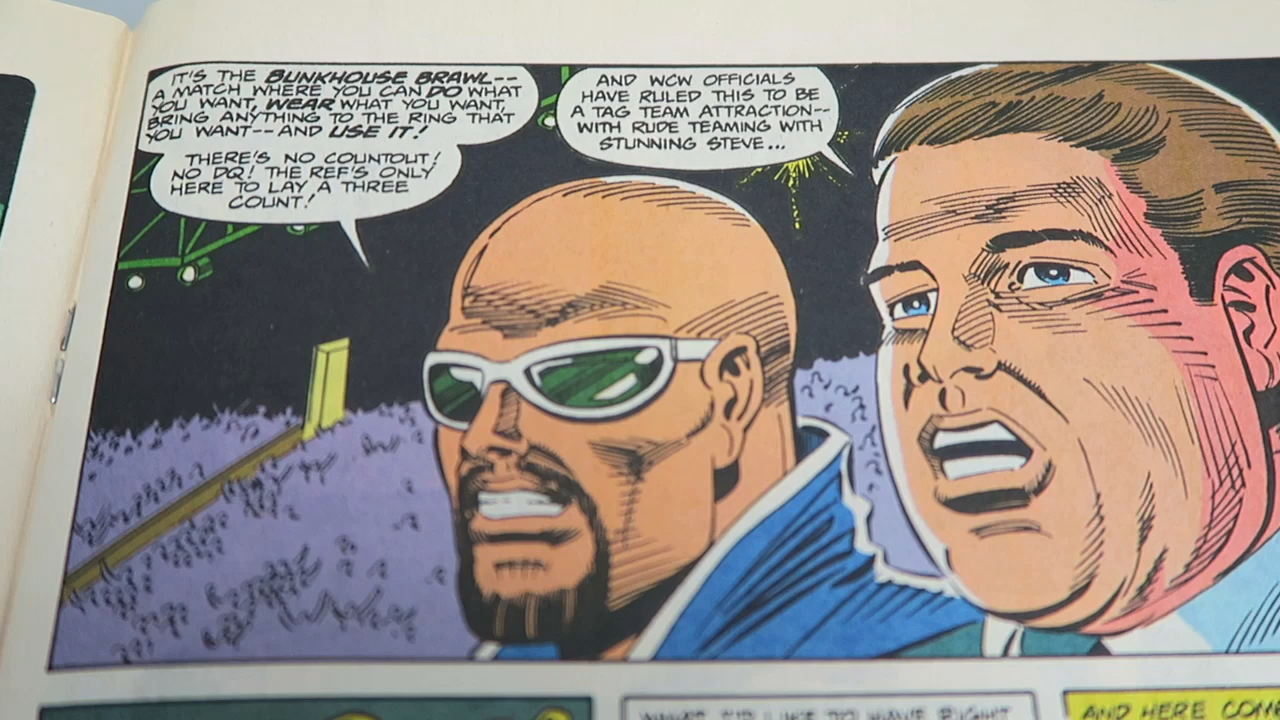 IT'S THE BUNKHOUSE BRAWL--
A MATCH WHERE YOU CAN DO WHAT
YOU WANT, WEAR WHAT YOU WANT,
BRING ANYTHING TO THE RING THAT
YOU WANT--AND USE IT!
THERE'S NO COUNTOUT!
NO DQ! THE REF'S ONLY
HERE TO LAY A THREE
COUNT!
AND WCW OFFICIALS
HAVE RULED THIS TO BE
A TAG TEAM ATTRACTION--
WITH RUDE TEAMING WITH
STUNNING STEVE...
AND HERE COM